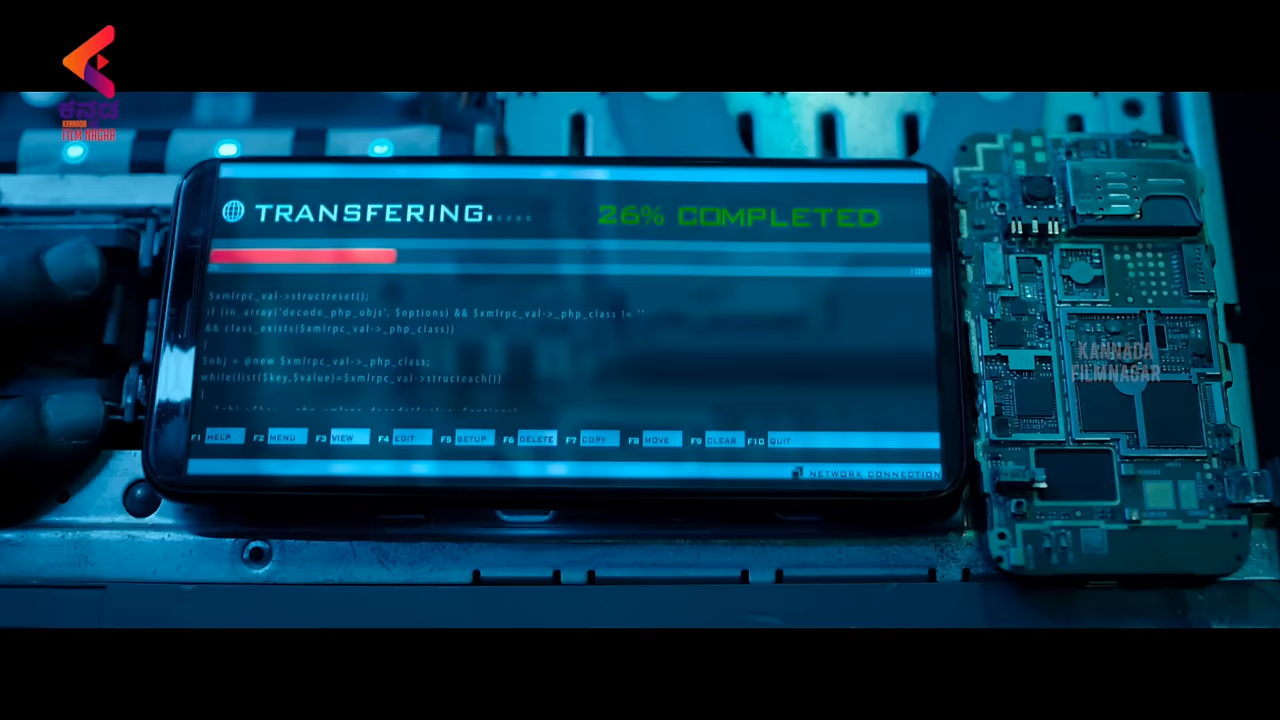 ಕನ್ನಡ
KANNADA
FILM NAGAR
TRANSFERING.....
26% COMPLETED
100%
$xmlrpc_val->structreset();
if (in_array('decode_php_objs', $options) && $xmlrpc_val->_php_class != ''
&& class_exists($xmlrpc_val->_php_class))
{
$obj = @new $xmlrpc_val->_php_class;
while(list($key,$value)=$xmlrpc_val->structeach())
{
KANNADA
FILMNAGAR
F1 HELP F2 MENU F3 VIEW F4 EDIT F5 SETUP F6 DELETE F7 COPY F8 MOVE F9 CLEAR F10 QUIT
NETWORK CONNECTION